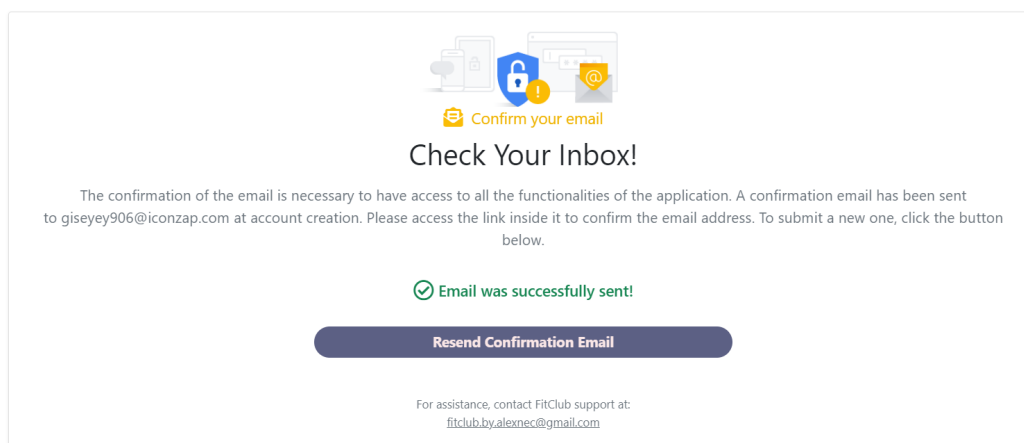 Confirm your email
Check Your Inbox!
The confirmation of the email is necessary to have access to all the functionalities of the application. A confirmation email has been sent
to giseyey906@iconzap.com at account creation. Please access the link inside it to confirm the email address. To submit a new one, click the button
below.
Email was successfully sent!
Resend Confirmation Email
For assistance, contact FitClub support at:
fitclub.by.alexnec@gmail.com